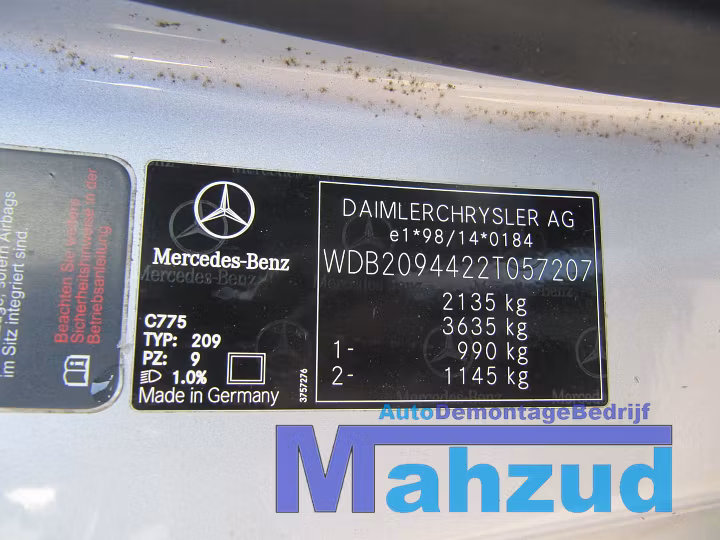 sofern Airbags
im Sitz integriert sind.
Beachten Sie weitere
Sicherheitshinweise in der
Betriebsanleitung.
Mercedes-Benz
C775
TYP: 209
PZ: 9
1.0%
Made in Germany
3757276
DAIMLERCHRYSLER AG
e1*98/14*0184
WDB2094422T057207
2135 kg
3635 kg
1- 990 kg
2- 1145 kg
AutoDemontageBedrijf
Mahzud